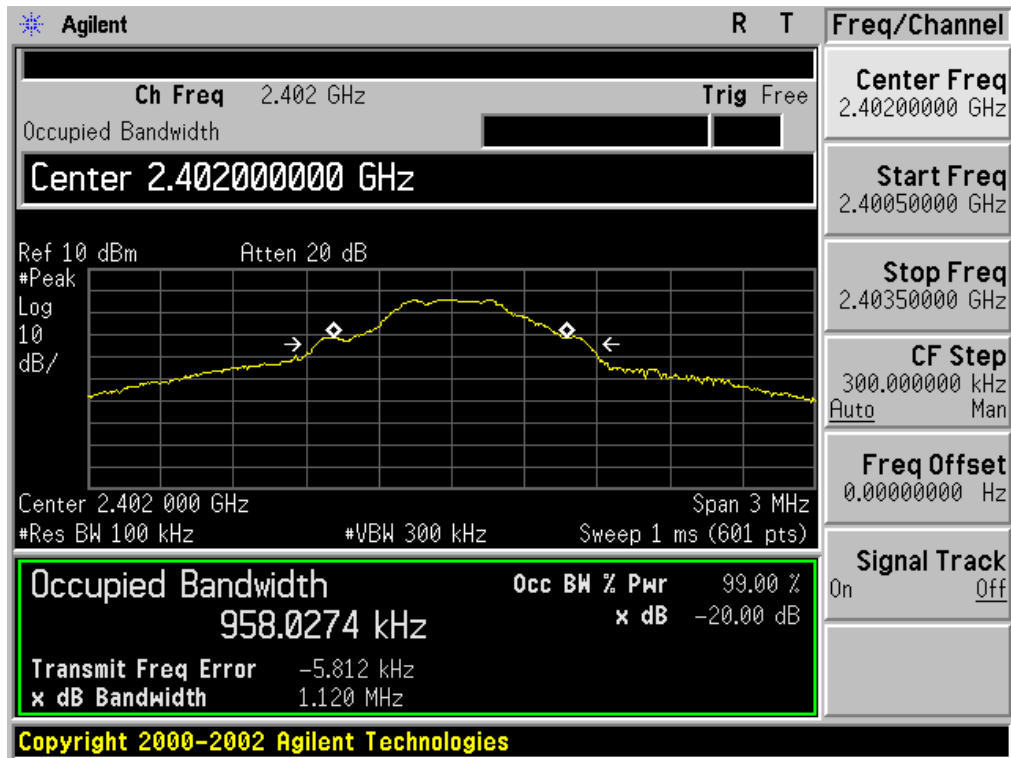 Agilent R T Freq/Channel
Ch Freq 2.402 GHz Trig Free
Occupied Bandwidth
Center 2.402000000 GHz
Ref 10 dBm Atten 20 dB
#Peak
Log
10
dB/
Center 2.402 000 GHz Span 3 MHz
#Res BW 100 kHz #VBW 300 kHz Sweep 1 ms (601 pts)
Occupied Bandwidth Occ BW % Pwr 99.00 %
958.0274 kHz x dB -20.00 dB
Transmit Freq Error -5.812 kHz
x dB Bandwidth 1.120 MHz
Center Freq
2.40200000 GHz
Start Freq
2.40050000 GHz
Stop Freq
2.40350000 GHz
CF Step
300.000000 kHz
Auto Man
Freq Offset
0.00000000 Hz
Signal Track
On Off
Copyright 2000-2002 Agilent Technologies